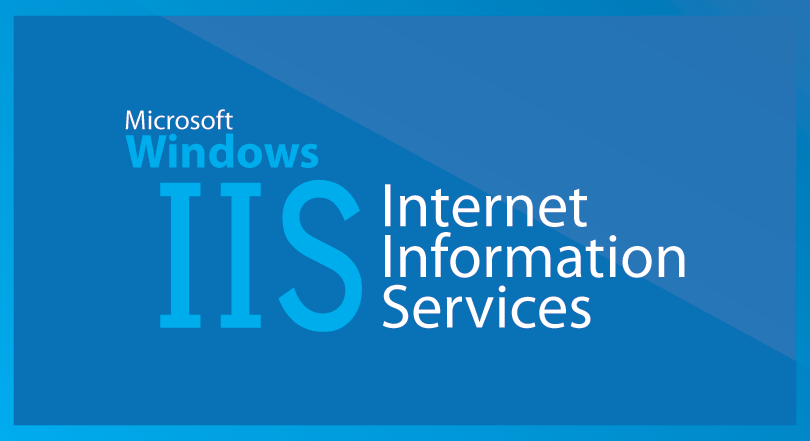 Microsoft
Windows
IIS
Internet
Information
Services